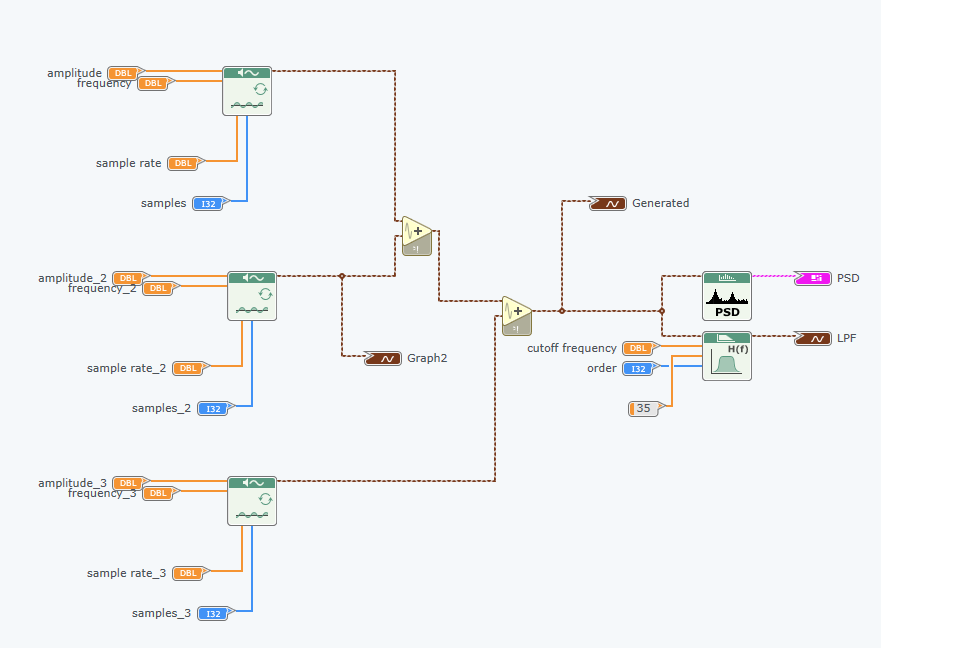 amplitude DBL
frequency DBL
sample rate DBL
samples I32
Generated
amplitude_2 DBL
frequency_2 DBL
PSD
PSD
sample rate_2 DBL
samples_2 I32
Graph2
cutoff frequency DBL
order I32
H(f)
LPF
35
amplitude_3 DBL
frequency_3 DBL
sample rate_3 DBL
samples_3 I32